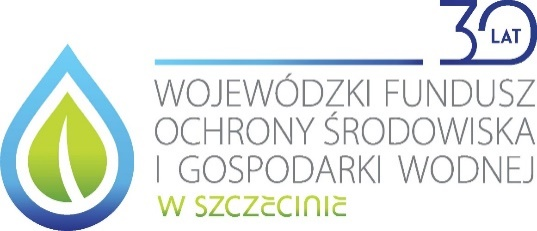 30
LAT
WOJEWÓDZKI FUNDUSZ
OCHRONY ŚRODOWISKA
I GOSPODARKI WODNEJ
W SZCZECINIE